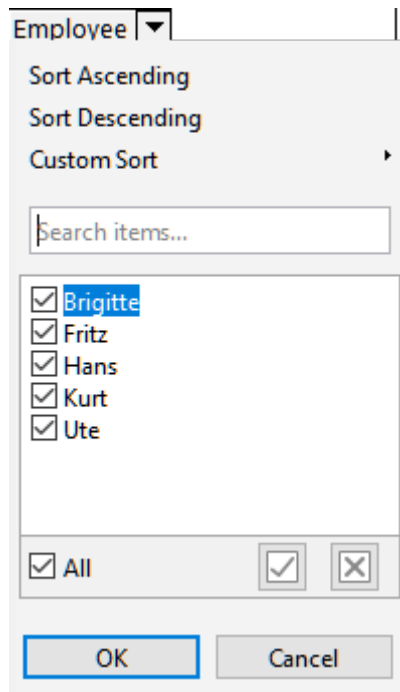 Employee
Sort Ascending
Sort Descending
Custom Sort
Search items...
Brigitte
Fritz
Hans
Kurt
Ute
All
OK Cancel